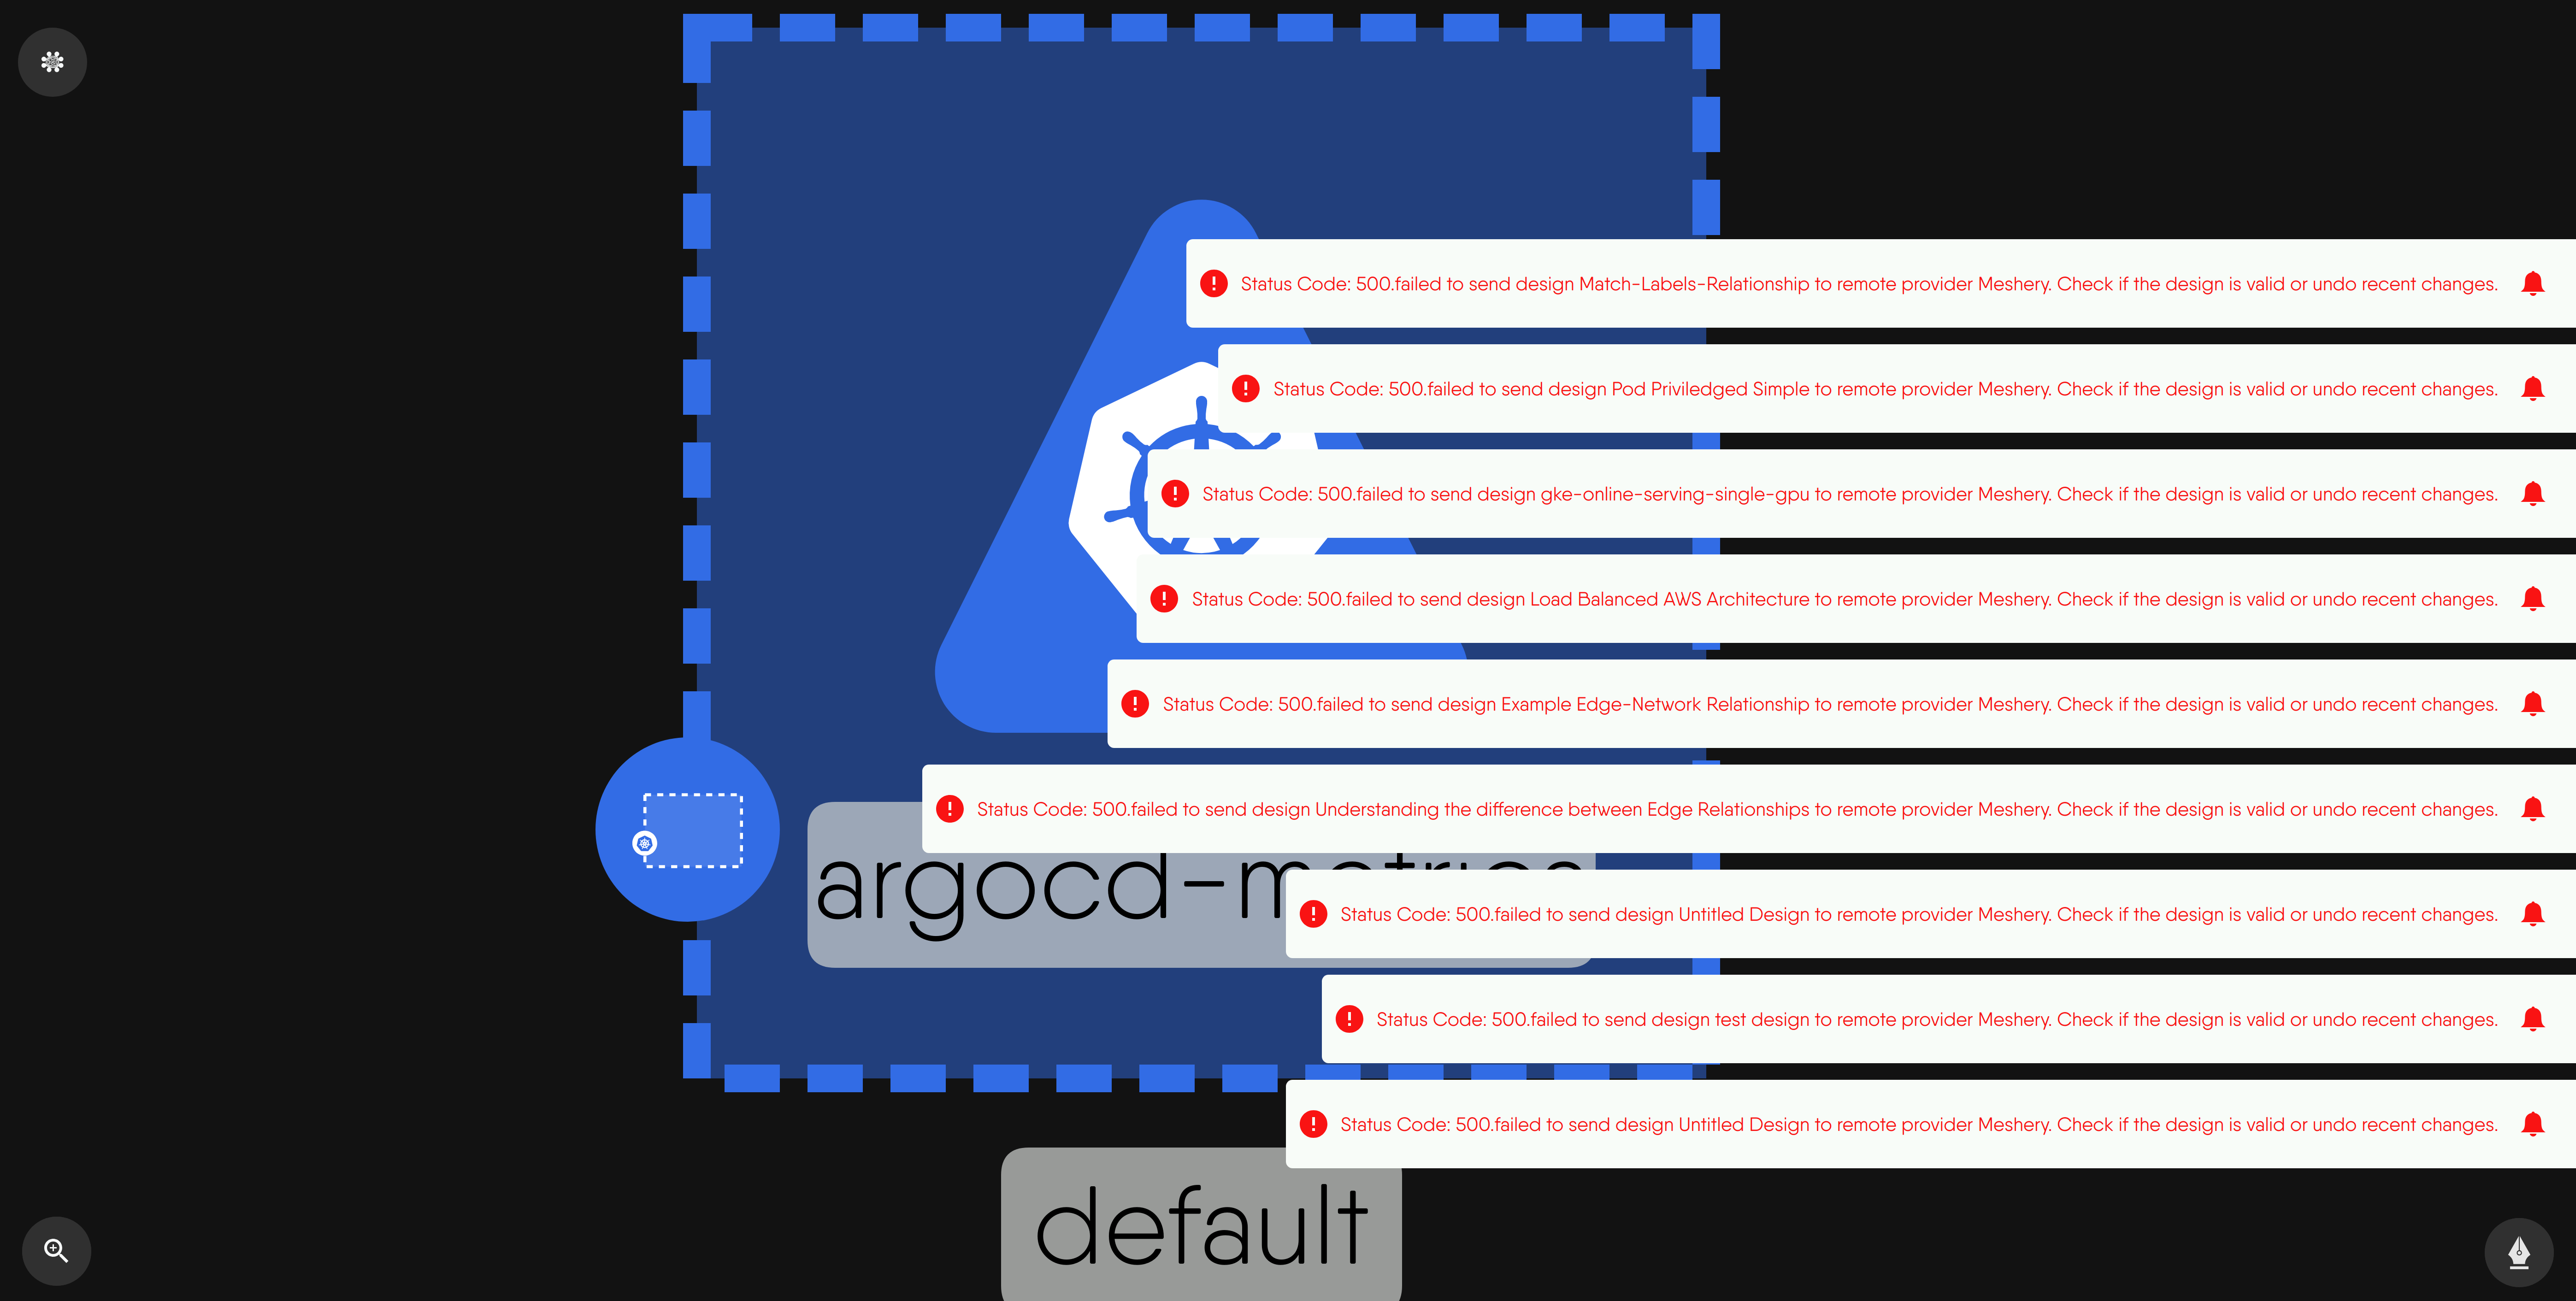 Status Code: 500.failed to send design Match-Labels-Relationship to remote provider Meshery. Check if the design is valid or undo recent changes.
Status Code: 500.failed to send design Pod Priviledged Simple to remote provider Meshery. Check if the design is valid or undo recent changes.
Status Code: 500.failed to send design gke-online-serving-single-gpu to remote provider Meshery. Check if the design is valid or undo recent changes.
Status Code: 500.failed to send design Load Balanced AWS Architecture to remote provider Meshery. Check if the design is valid or undo recent changes.
Status Code: 500.failed to send design Example Edge-Network Relationship to remote provider Meshery. Check if the design is valid or undo recent changes.
Status Code: 500.failed to send design Understanding the difference between Edge Relationships to remote provider Meshery. Check if the design is valid or undo recent changes.
argocd-metrics
Status Code: 500.failed to send design Untitled Design to remote provider Meshery. Check if the design is valid or undo recent changes.
Status Code: 500.failed to send design test design to remote provider Meshery. Check if the design is valid or undo recent changes.
Status Code: 500.failed to send design Untitled Design to remote provider Meshery. Check if the design is valid or undo recent changes.
default